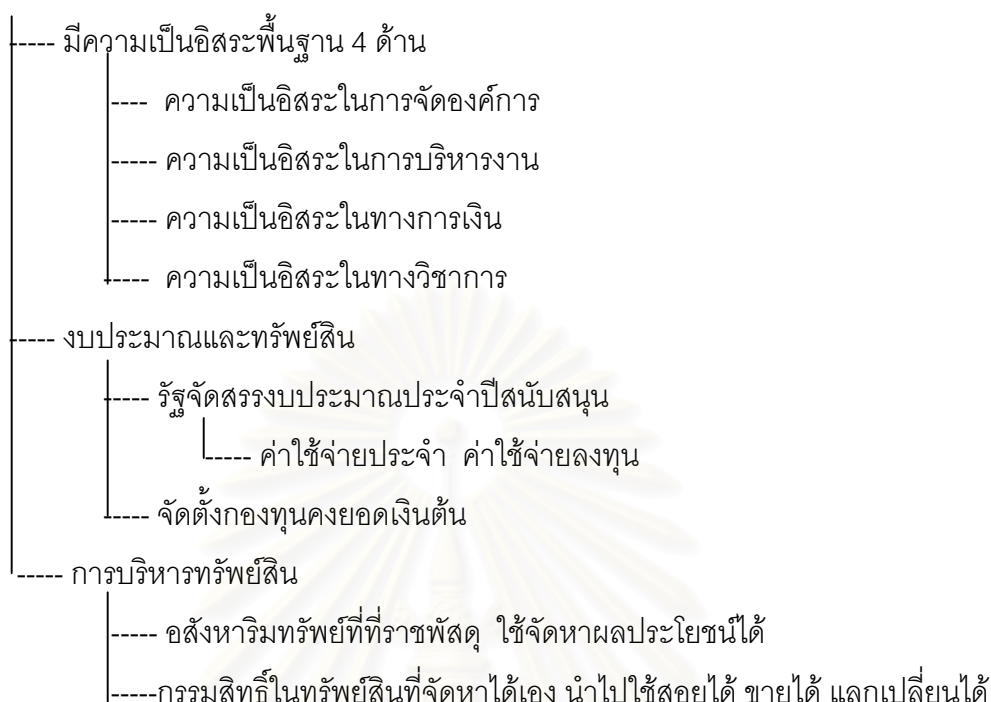 ----- มีความเป็นอิสระพื้นฐาน 4 ด้าน
---- ความเป็นอิสระในการจัดองค์การ
----- ความเป็นอิสระในการบริหารงาน
----- ความเป็นอิสระในทางการเงิน
----- ความเป็นอิสระในทางวิชาการ
----- งบประมาณและทรัพย์สิน
----- รัฐจัดสรรงบประมาณประจำปีสนับสนุน
----- ค่าใช้จ่ายประจำ ค่าใช้จ่ายลงทุน
----- จัดตั้งกองทุนคงยอดเงินต้น
----- การบริหารทรัพย์สิน
----- อสังหาริมทรัพย์ที่ที่ราชพัสดุ ใช้จัดหาผลประโยชน์ได้
-----กรรมสิทธิ์ในทรัพย์สินที่จัดหาได้เอง นำไปใช้สอยได้ ขายได้ แลกเปลี่ยนได้